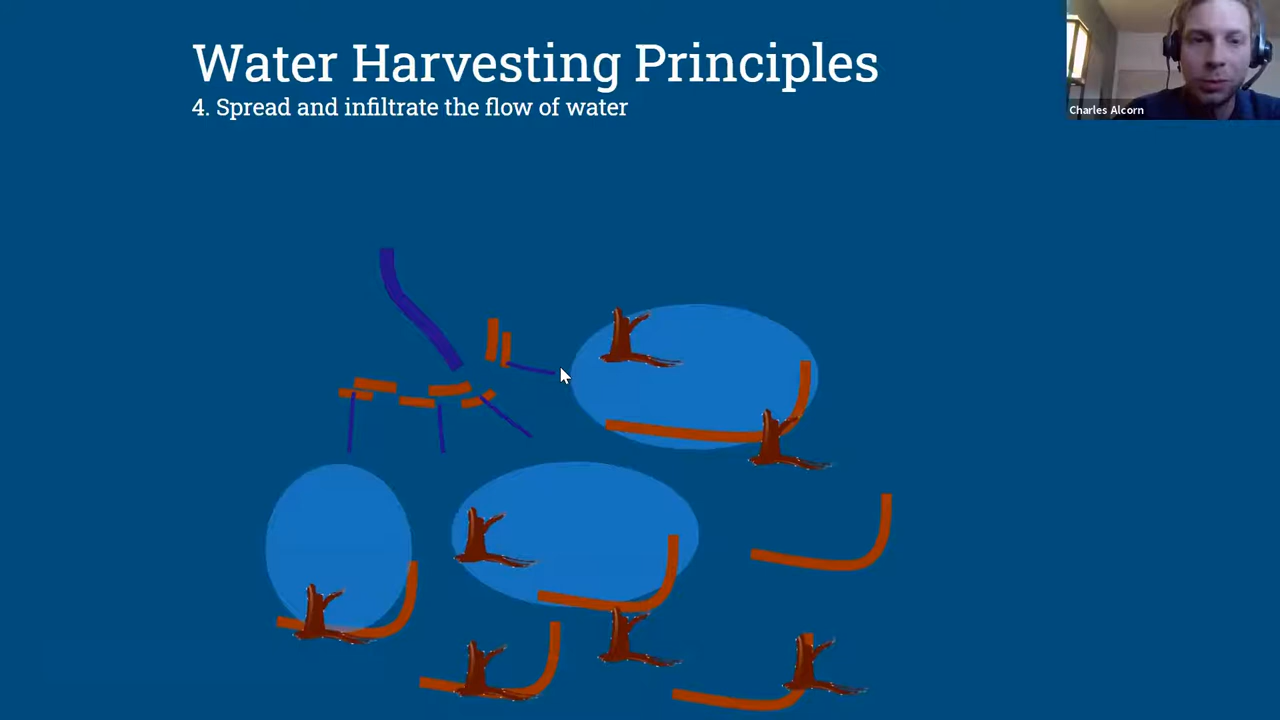 Water Harvesting Principles
4. Spread and infiltrate the flow of water
Charles Alcorn